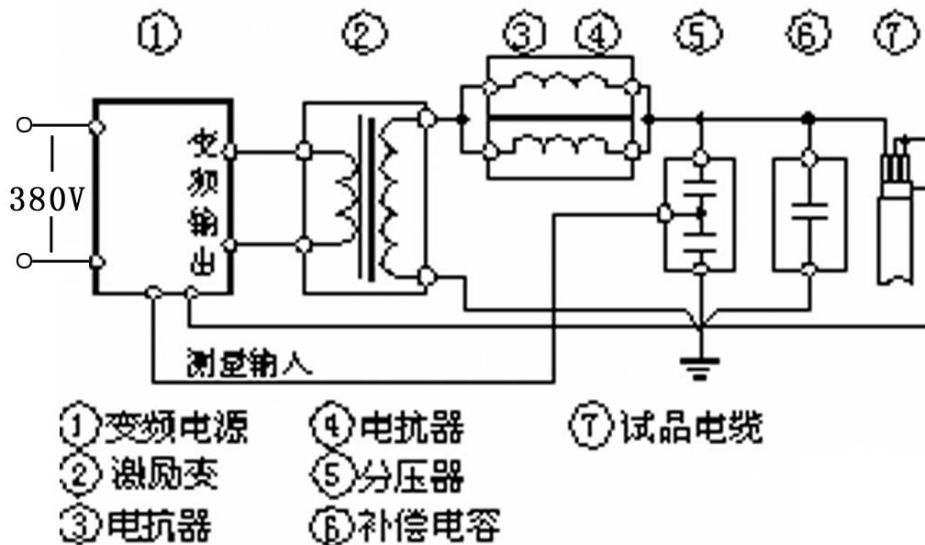 ① ② ③ ④ ⑤ ⑥ ⑦
变频输出
380V
测量输入
①变频电源 ④电抗器 ⑦试品电缆
②激励变 ⑤分压器
③电抗器 ⑥补偿电容